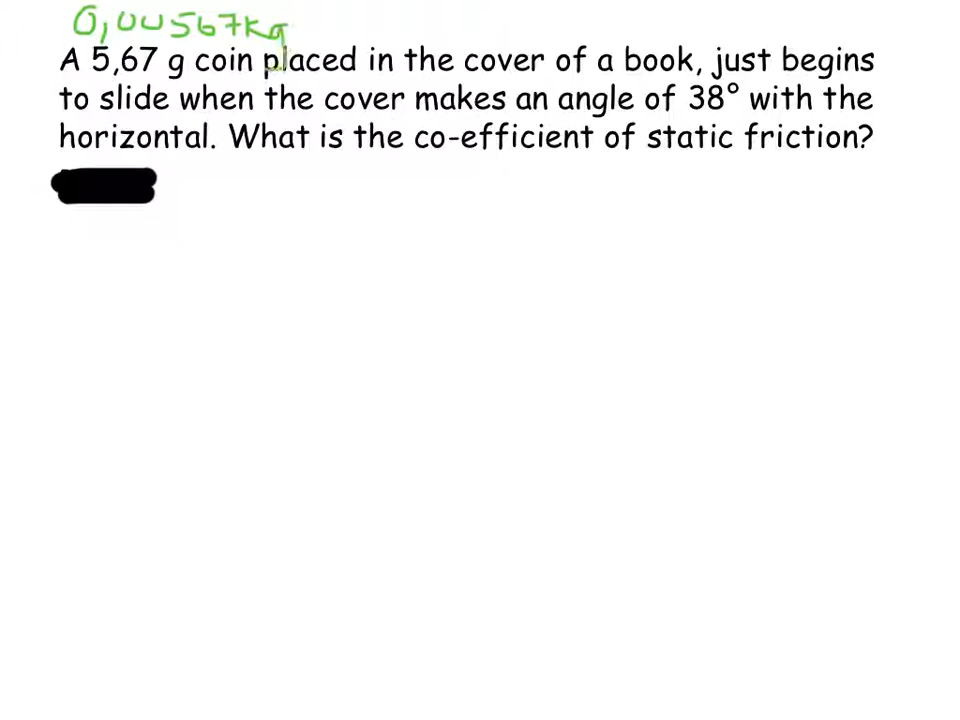 0,00567kg
A 5,67 g coin placed in the cover of a book, just begins
to slide when the cover makes an angle of 38° with the
horizontal. What is the co-efficient of static friction?